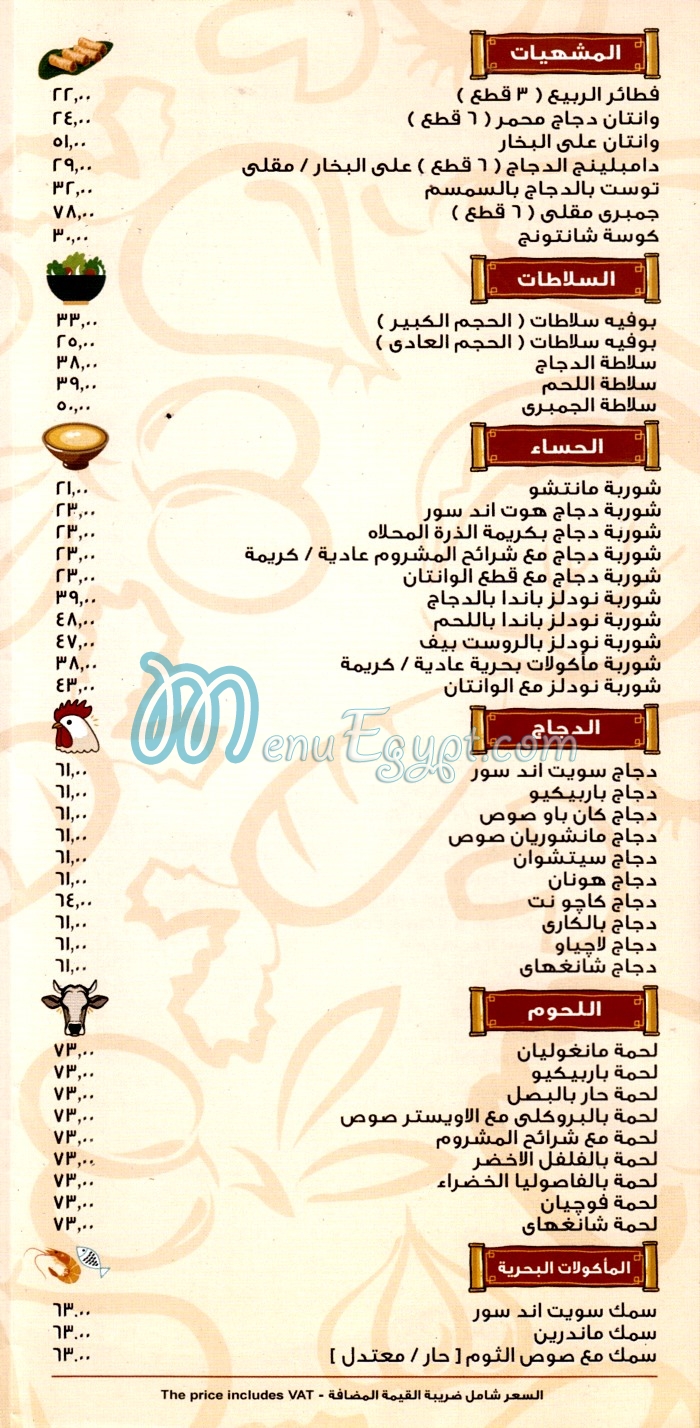 المشهيات
فطائر الربيع ( ٣ قطع ) ٢٢,٠٠
وانتان دجاج محمر ( ٦ قطع ) ٢٤,٠٠
وانتان على البخار ٥١,٠٠
دامبلينج الدجاج ( ٦ قطع ) على البخار / مقلى ٢٩,٠٠
توست بالدجاج بالسمسم ٣٢,٠٠
جمبرى مقلى ( ٦ قطع ) ٧٨,٠٠
كوسة شانتونج ٣٠,٠٠
السلاطات
بوفيه سلاطات ( الحجم الكبير ) ٣٣,٠٠
بوفيه سلاطات ( الحجم العادى ) ٢٥,٠٠
سلاطة الدجاج ٣٨,٠٠
سلاطة اللحم ٣٩,٠٠
سلاطة الجمبرى ٥٠,٠٠
الحساء
شوربة مانتشو ٢١,٠٠
شوربة دجاج هوت اند سور ٢٣,٠٠
شوربة دجاج بكريمة الذرة المحلاه ٢٣,٠٠
شوربة دجاج مع شرائح المشروم عادية / كريمة ٢٣,٠٠
شوربة دجاج مع قطع الوانتان ٢٣,٠٠
شوربة نودلز باندا بالدجاج ٣٩,٠٠
شوربة نودلز باندا باللحم ٤٨,٠٠
شوربة نودلز بالروست بيف ٤٧,٠٠
شوربة مأكولات بحرية عادية / كريمة ٣٨,٠٠
شوربة نودلز مع الوانتان ٤٣,٠٠
الدجاج
MenuEgypt.com
دجاج سويت اند سور ٦١,٠٠
دجاج باربيكيو ٦١,٠٠
دجاج كان باو صوص ٦١,٠٠
دجاج مانشوريان صوص ٦١,٠٠
دجاج سيتشوان ٦١,٠٠
دجاج هونان ٦١,٠٠
دجاج كاچو نت ٦٤,٠٠
دجاج بالكارى ٦١,٠٠
دجاج لاچياو ٦١,٠٠
دجاج شانغهاى ٦١,٠٠
اللحوم
لحمة مانغوليان ٧٣,٠٠
لحمة باربيكيو ٧٣,٠٠
لحمة حار بالبصل ٧٣,٠٠
لحمة بالبروكلى مع الاويستر صوص ٧٣,٠٠
لحمة مع شرائح المشروم ٧٣,٠٠
لحمة بالفلفل الاخضر ٧٣,٠٠
لحمة بالفاصوليا الخضراء ٧٣,٠٠
لحمة فوچيان ٧٣,٠٠
لحمة شانغهاى ٧٣,٠٠
المأكولات البحرية
سمك سويت اند سور ٦٣,٠٠
سمك ماندرين ٦٣,٠٠
سمك مع صوص الثوم [ حار / معتدل ] ٦٣,٠٠
السعر شامل ضريبة القيمة المضافة - The price includes VAT